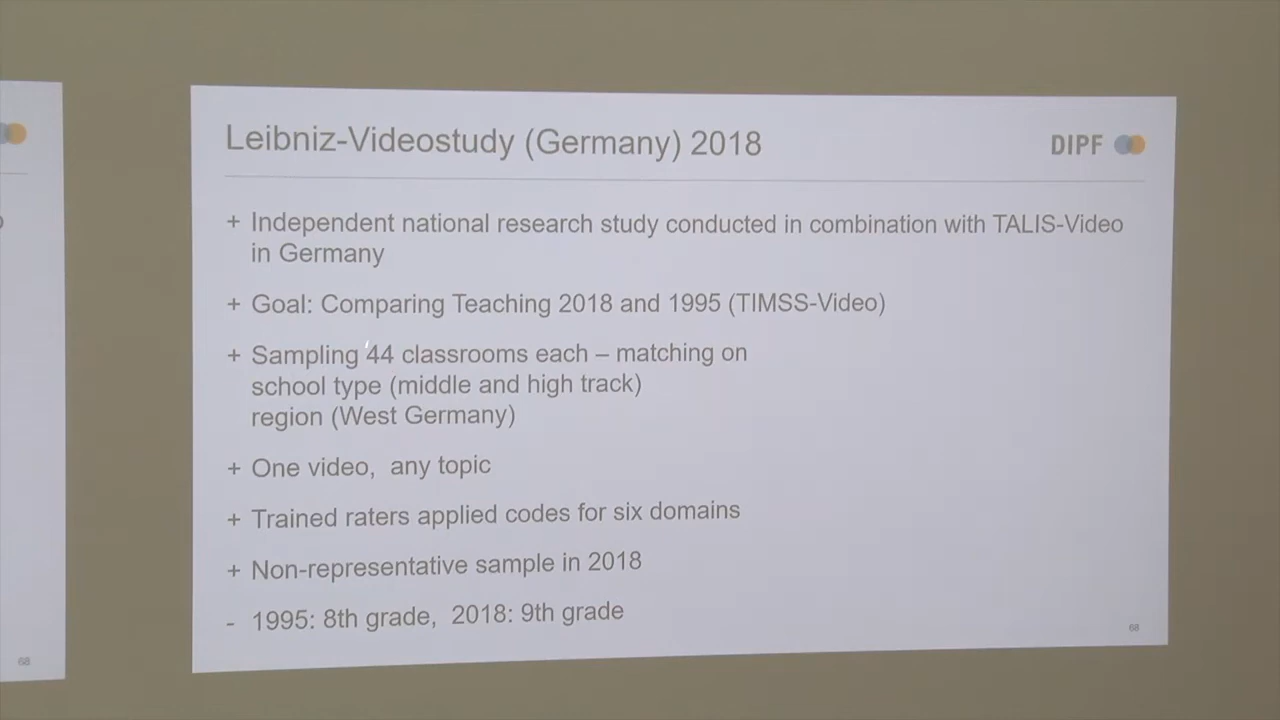 Leibniz-Videostudy (Germany) 2018
DIPF
+ Independent national research study conducted in combination with TALIS-Video
in Germany
+ Goal: Comparing Teaching 2018 and 1995 (TIMSS-Video)
+ Sampling 44 classrooms each – matching on
school type (middle and high track)
region (West Germany)
+ One video, any topic
+ Trained raters applied codes for six domains
+ Non-representative sample in 2018
- 1995: 8th grade, 2018: 9th grade
68
68